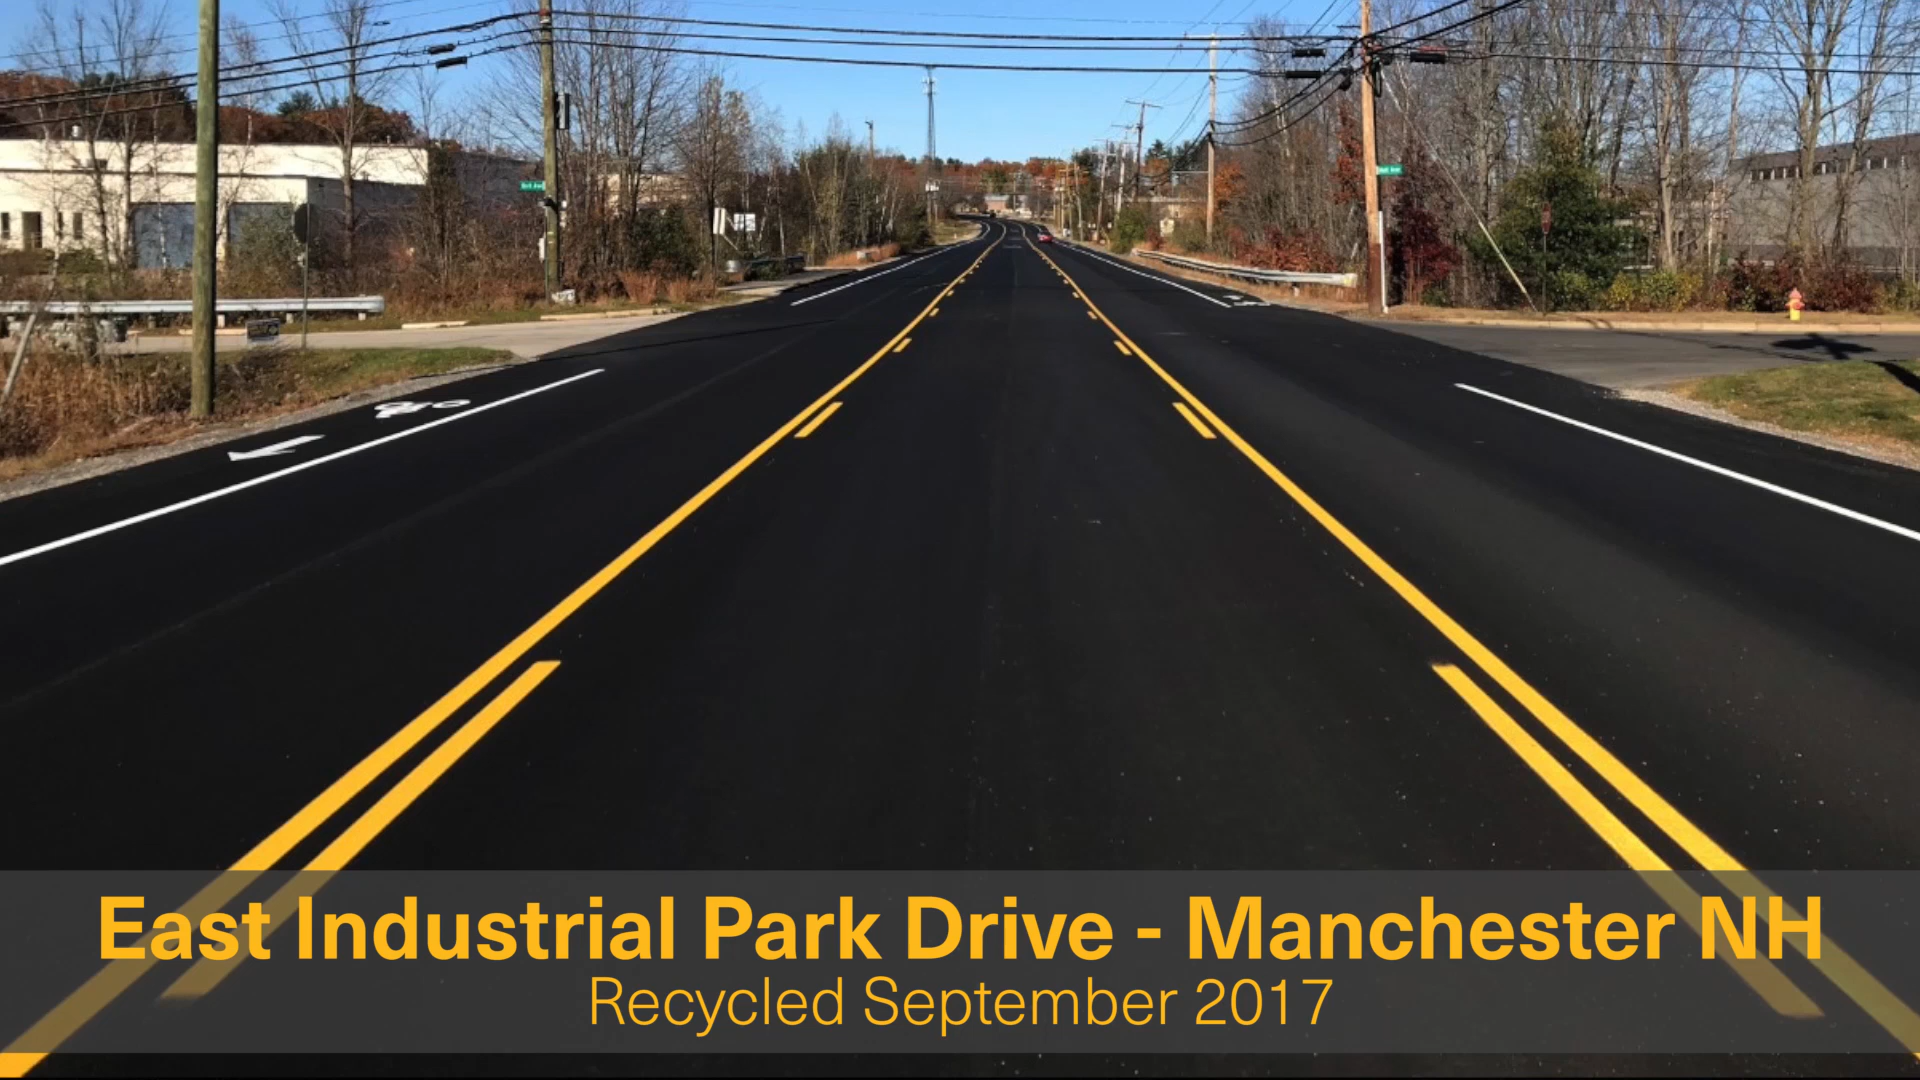 East Industrial Park Drive - Manchester NH
Recycled September 2017